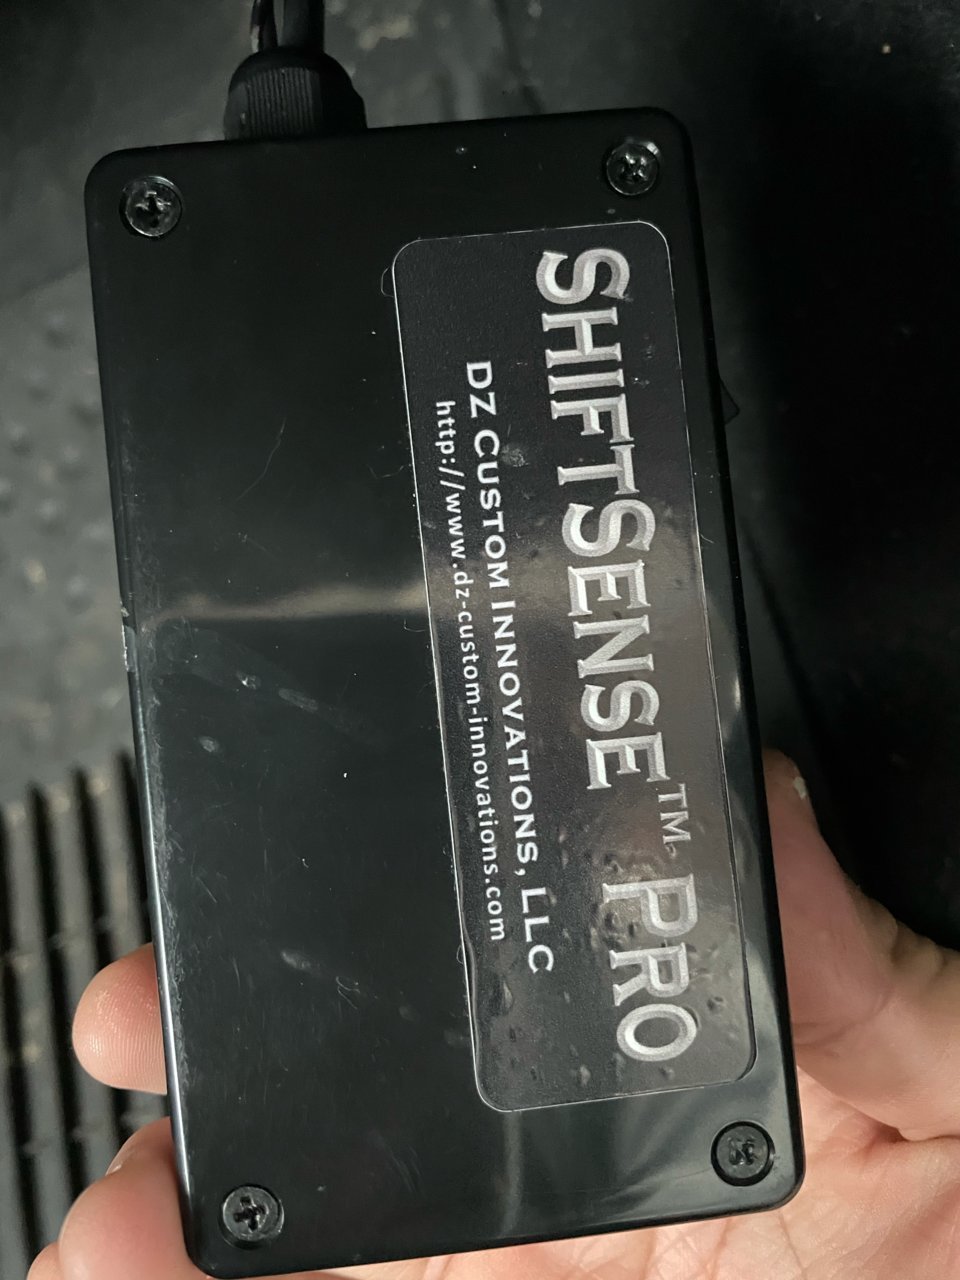 SHIFTSENSE™ PRO
DZ CUSTOM INNOVATIONS, LLC
http://www.dz-custom-innovations.com